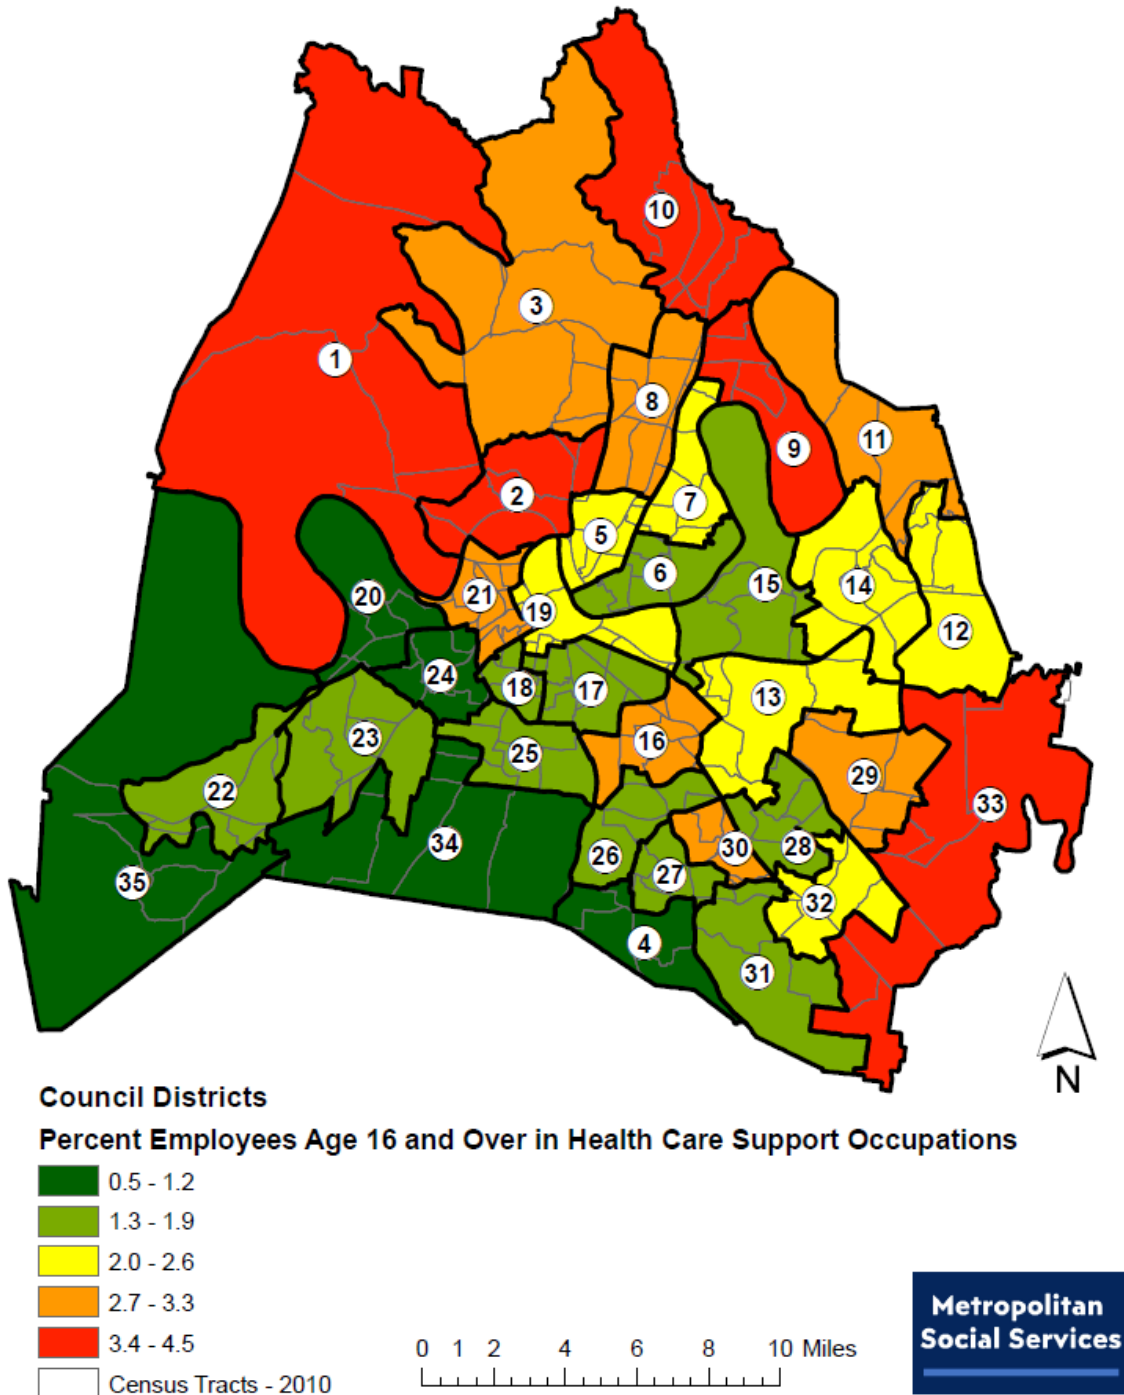 10
3
1
8
11
9
2
7
5
6
15
14
20
21
19
12
24
18
17
13
23
25
16
29
22
33
34
26
27
30
28
35
32
4
31
N
Council Districts
Percent Employees Age 16 and Over in Health Care Support Occupations
0.5 - 1.2
1.3 - 1.9
2.0 - 2.6
2.7 - 3.3
3.4 - 4.5
Census Tracts - 2010
0 1 2 4 6 8 10 Miles
Metropolitan
Social Services